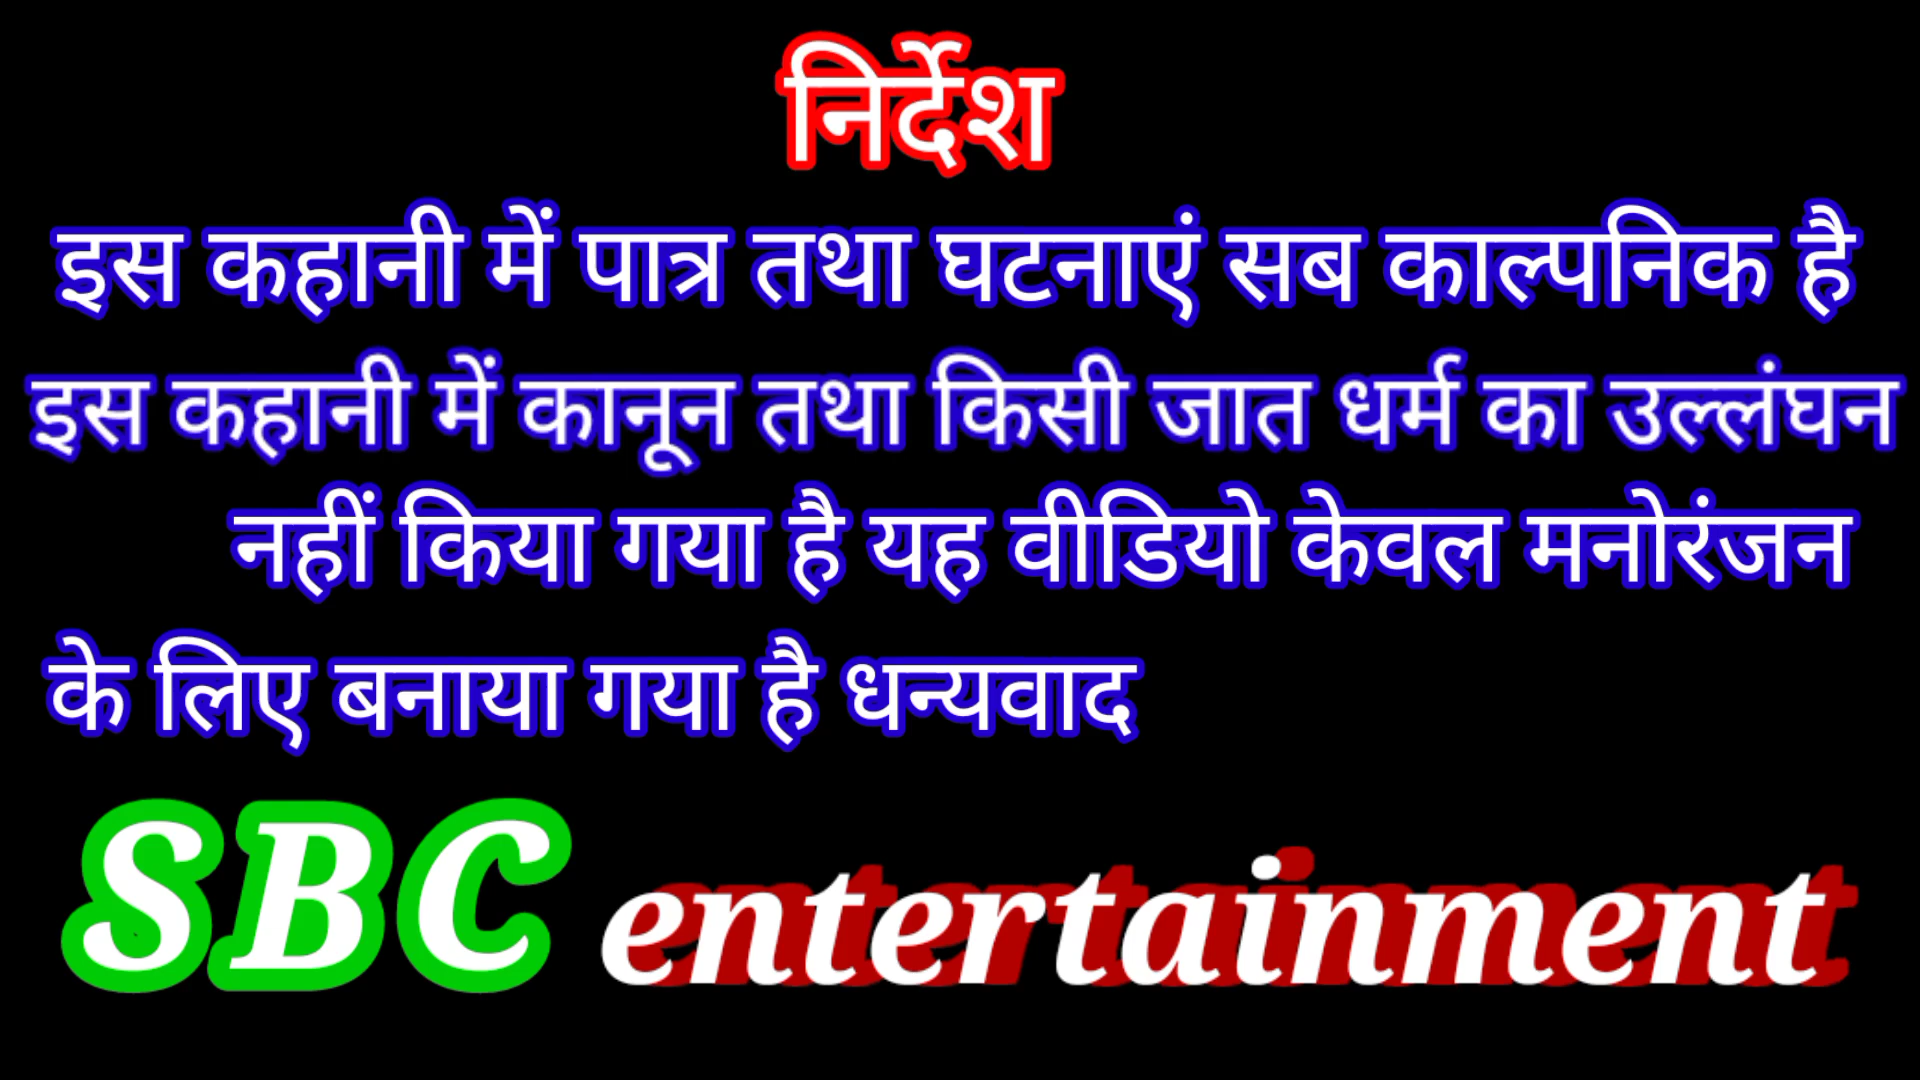 निर्देश
इस कहानी में पात्र तथा घटनाएं सब काल्पनिक है
इस कहानी में कानून तथा किसी जात धर्म का उल्लंघन
नहीं किया गया है यह वीडियो केवल मनोरंजन
के लिए बनाया गया है धन्यवाद
SBC entertainment